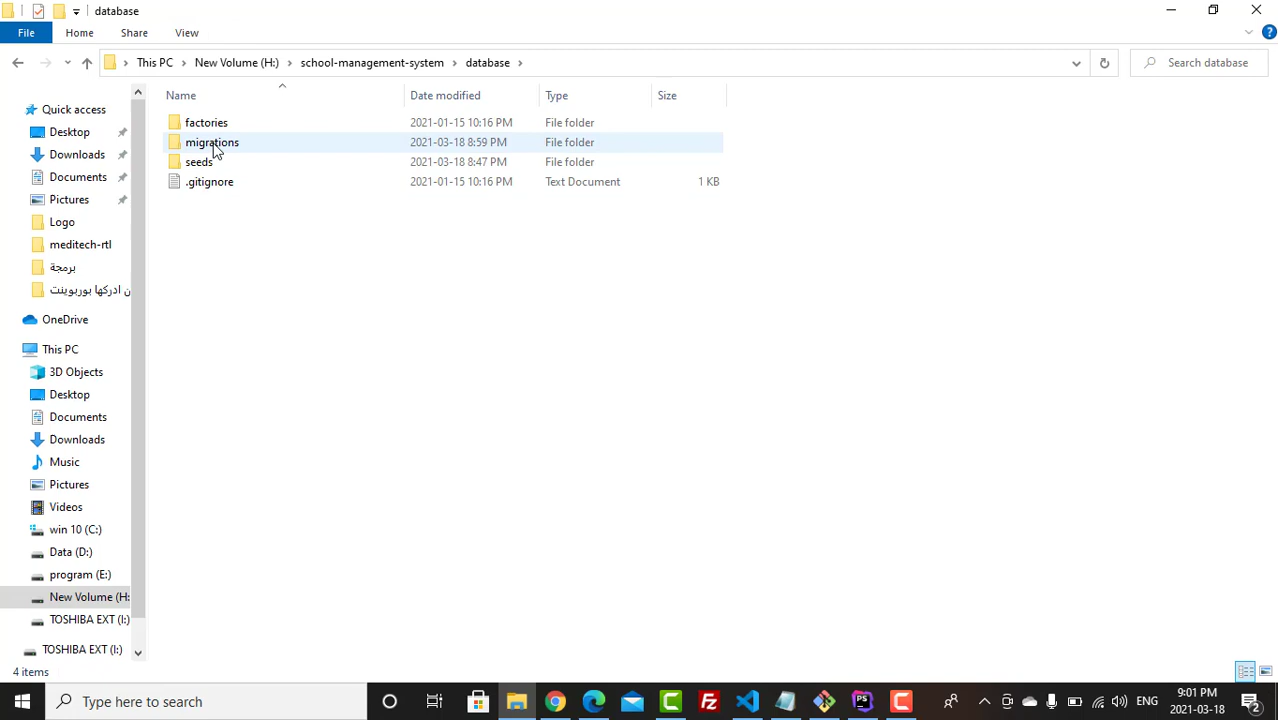 database
File
Home
Share
View
This PC
New Volume (H:)
school-management-system
database
Search database
Name
Date modified
Type
Size
factories
2021-01-15 10:16 PM
File folder
migrations
2021-03-18 8:59 PM
File folder
seeds
2021-03-18 8:47 PM
File folder
.gitignore
2021-01-15 10:16 PM
Text Document
1 KB
Quick access
Desktop
Downloads
Documents
Pictures
Logo
meditech-rtl
برمجة
ن ادركها بوربوينت
OneDrive
This PC
3D Objects
Desktop
Documents
Downloads
Music
Pictures
Videos
win 10 (C:)
Data (D:)
program (E:)
New Volume (H:
TOSHIBA EXT (I:)
TOSHIBA EXT (I:)
4 items
Type here to search
PS
ENG
9:01 PM
2021-03-18
2